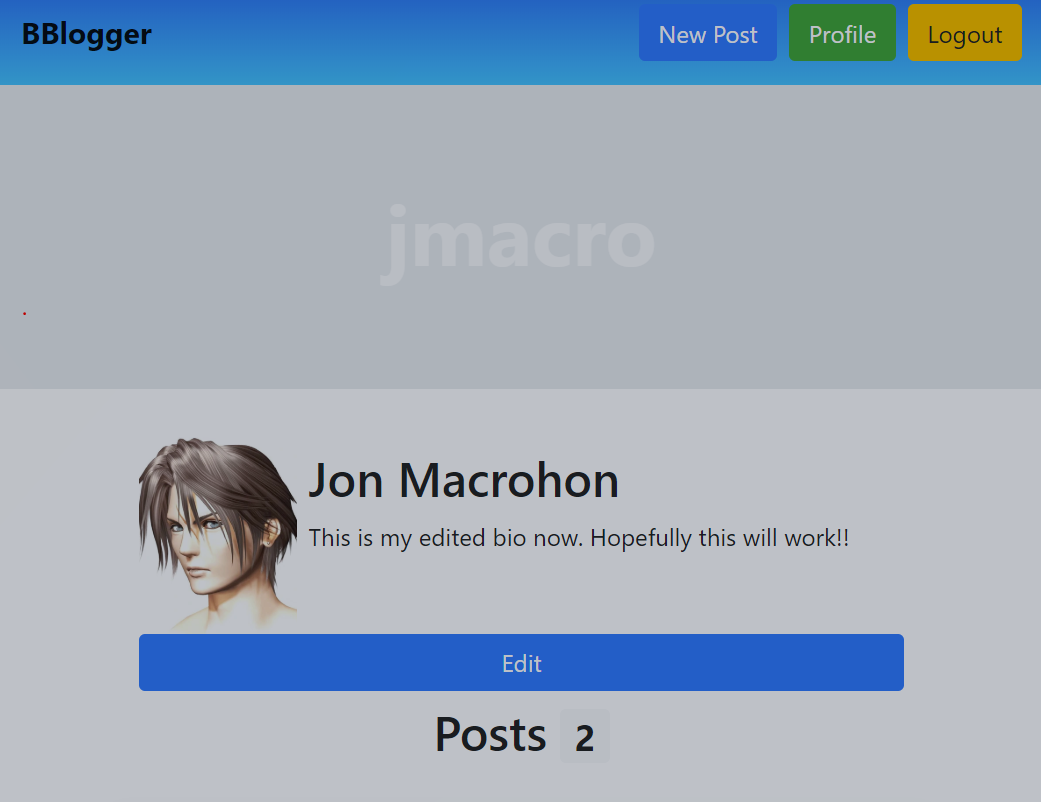 BBlogger
New Post
Profile
Logout
jmacro
Jon Macrohon
This is my edited bio now. Hopefully this will work!!
Edit
Posts 2